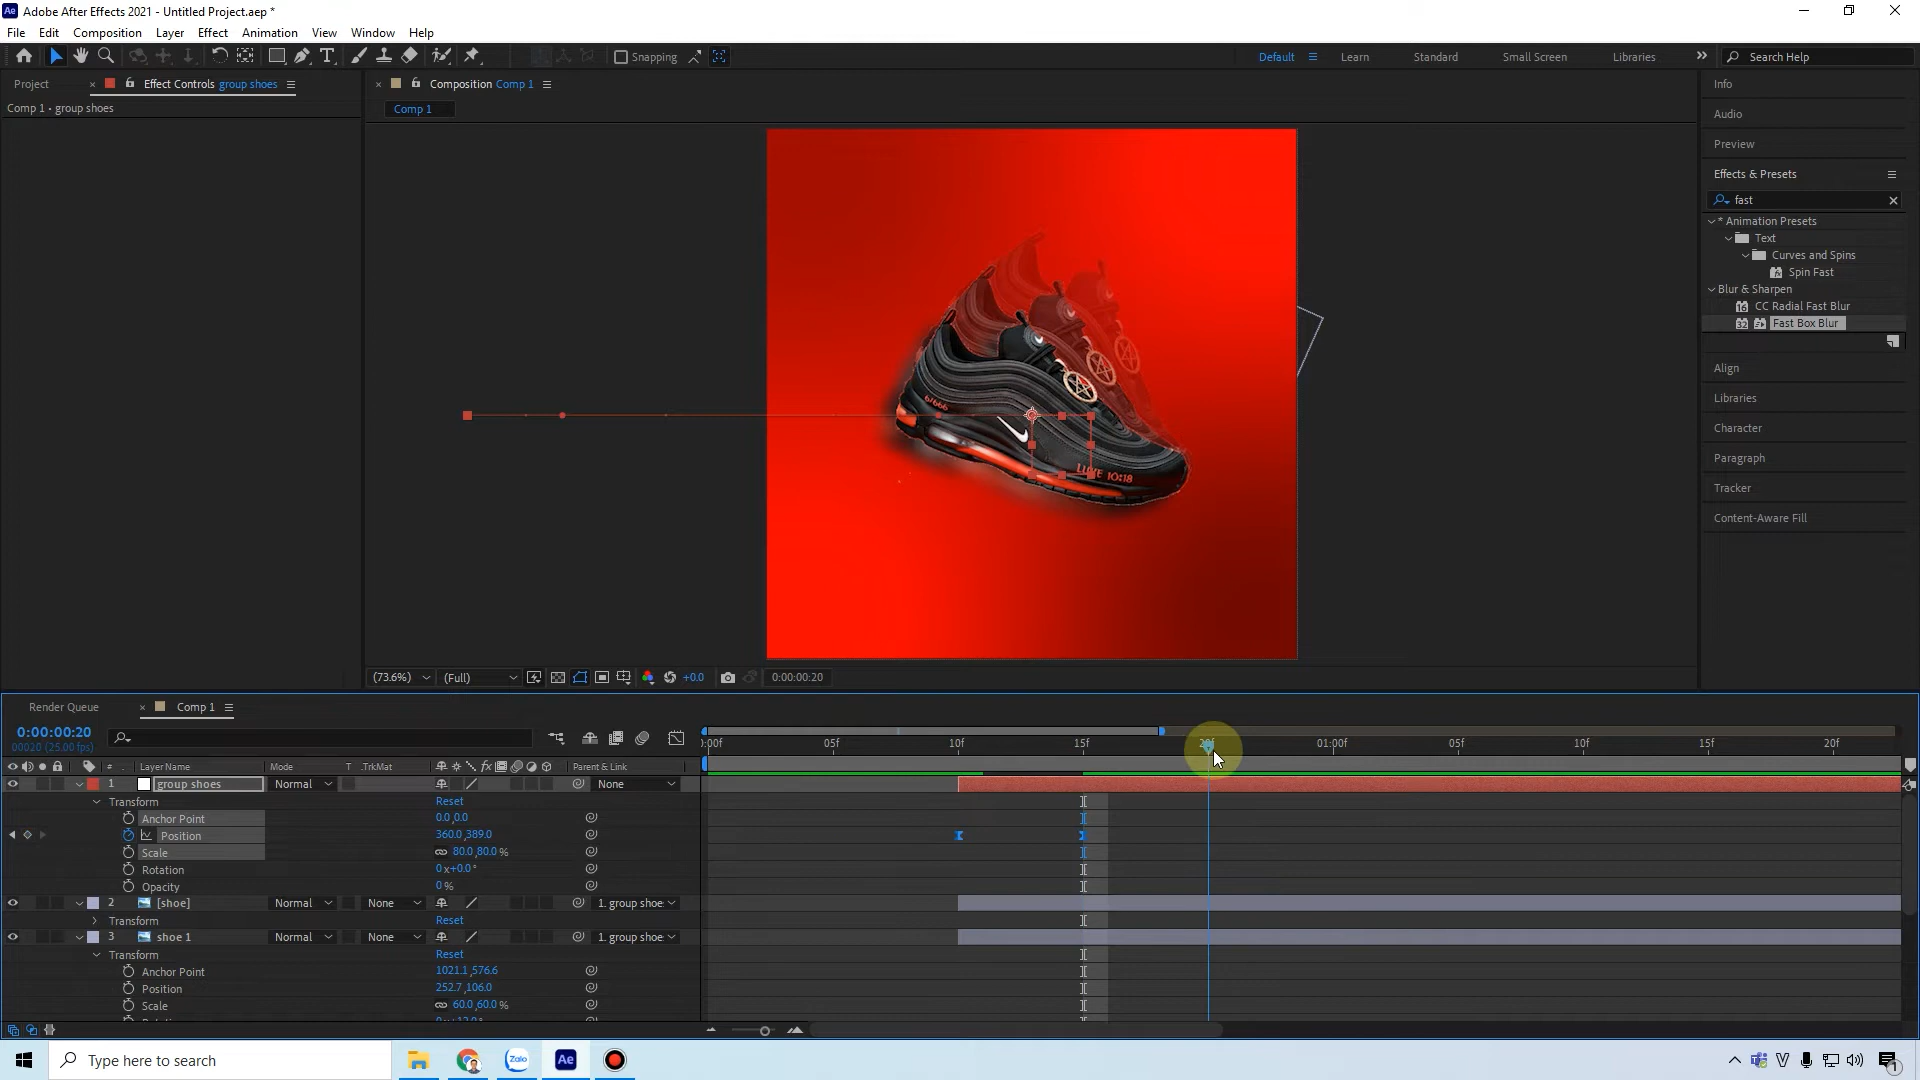 Adobe After Effects 2021 - Untitled Project.aep *
File Edit Composition Layer Effect Animation View Window Help
Snapping
Default Learn Standard Small Screen Libraries
Search Help
Project
Effect Controls group shoes
Composition Comp 1
Comp 1 • group shoes
Comp 1
Info
Audio
Preview
Effects & Presets
fast
* Animation Presets
Text
Curves and Spins
Spin Fast
Blur & Sharpen
CC Radial Fast Blur
Fast Box Blur
Align
Libraries
Character
Paragraph
Tracker
Content-Aware Fill
6/666
LUKE 10:18
(73.6%) (Full) +0.0 0:00:00:20
Render Queue
Comp 1
0:00:00:20
00020 (25.00 fps)
):00f 05f 10f 15f 20f 01:00f 05f 10f 15f 20f
# Layer Name Mode T .TrkMat Parent & Link
1 group shoes Normal None
Transform Reset
Anchor Point 0.0,0.0
Position 360.0,389.0
Scale 80.0,80.0 %
Rotation 0x+0.0°
Opacity 0 %
2 [shoe] Normal None 1. group shoe
Transform Reset
3 shoe 1 Normal None 1. group shoe
Transform Reset
Anchor Point 1021.1,576.6
Position 252.7,106.0
Scale 60.0,60.0 %
Type here to search
Zalo
Ae
1